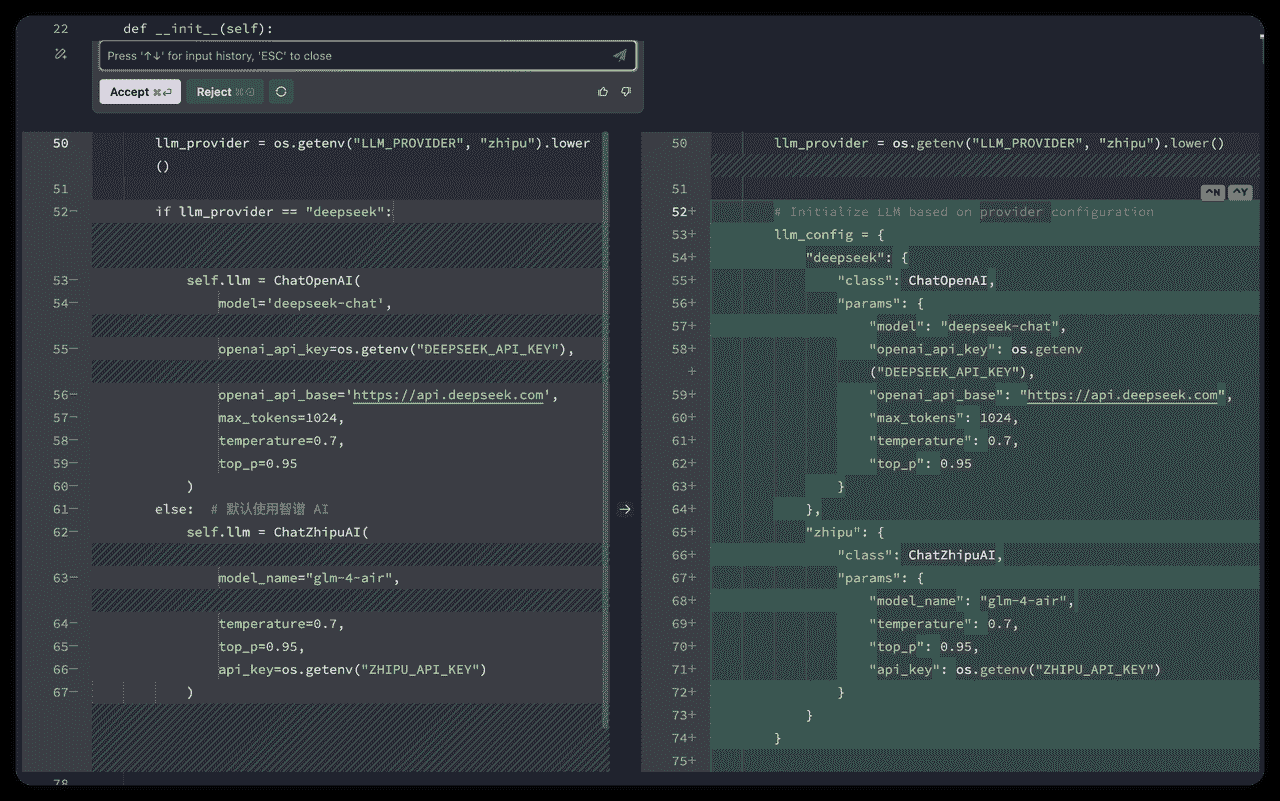 22 def __init__(self):
Press '↑↓' for input history, 'ESC' to close
Accept ⌘⏎ Reject
50 llm_provider = os.getenv("LLM_PROVIDER", "zhipu").lower
()
51
52— if llm_provider == "deepseek":
53— self.llm = ChatOpenAI(
54— model='deepseek-chat',
55— openai_api_key=os.getenv("DEEPSEEK_API_KEY"),
56— openai_api_base='https://api.deepseek.com',
57— max_tokens=1024,
58— temperature=0.7,
59— top_p=0.95
60— )
61— else: # 默认使用智谱 AI
62— self.llm = ChatZhipuAI(
63— model_name="glm-4-air",
64— temperature=0.7,
65— top_p=0.95,
66— api_key=os.getenv("ZHIPU_API_KEY")
67— )
78
→
50 llm_provider = os.getenv("LLM_PROVIDER", "zhipu").lower()
51
^N ^Y
52+ # Initialize LLM based on provider configuration
53+ llm_config = {
54+ "deepseek": {
55+ "class": ChatOpenAI,
56+ "params": {
57+ "model": "deepseek-chat",
58+ "openai_api_key": os.getenv
+ ("DEEPSEEK_API_KEY"),
59+ "openai_api_base": "https://api.deepseek.com",
60+ "max_tokens": 1024,
61+ "temperature": 0.7,
62+ "top_p": 0.95
63+ }
64+ },
65+ "zhipu": {
66+ "class": ChatZhipuAI,
67+ "params": {
68+ "model_name": "glm-4-air",
69+ "temperature": 0.7,
70+ "top_p": 0.95,
71+ "api_key": os.getenv("ZHIPU_API_KEY")
72+ }
73+ }
74+ }
75+